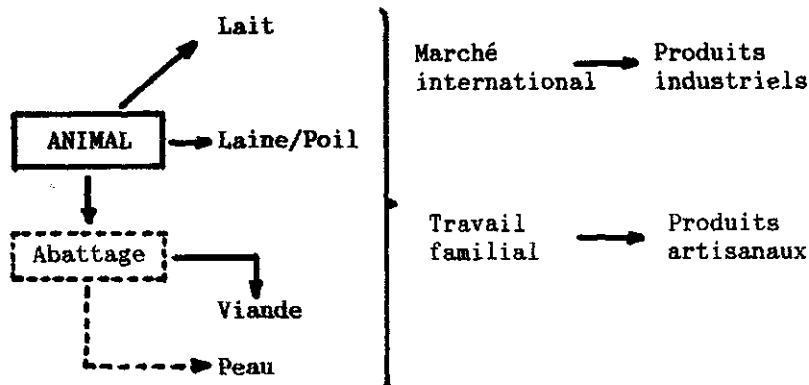 Lait
Marché
international
Produits
industriels
ANIMAL
Laine/Poil
Travail
familial
Produits
artisanaux
Abattage
Viande
Peau